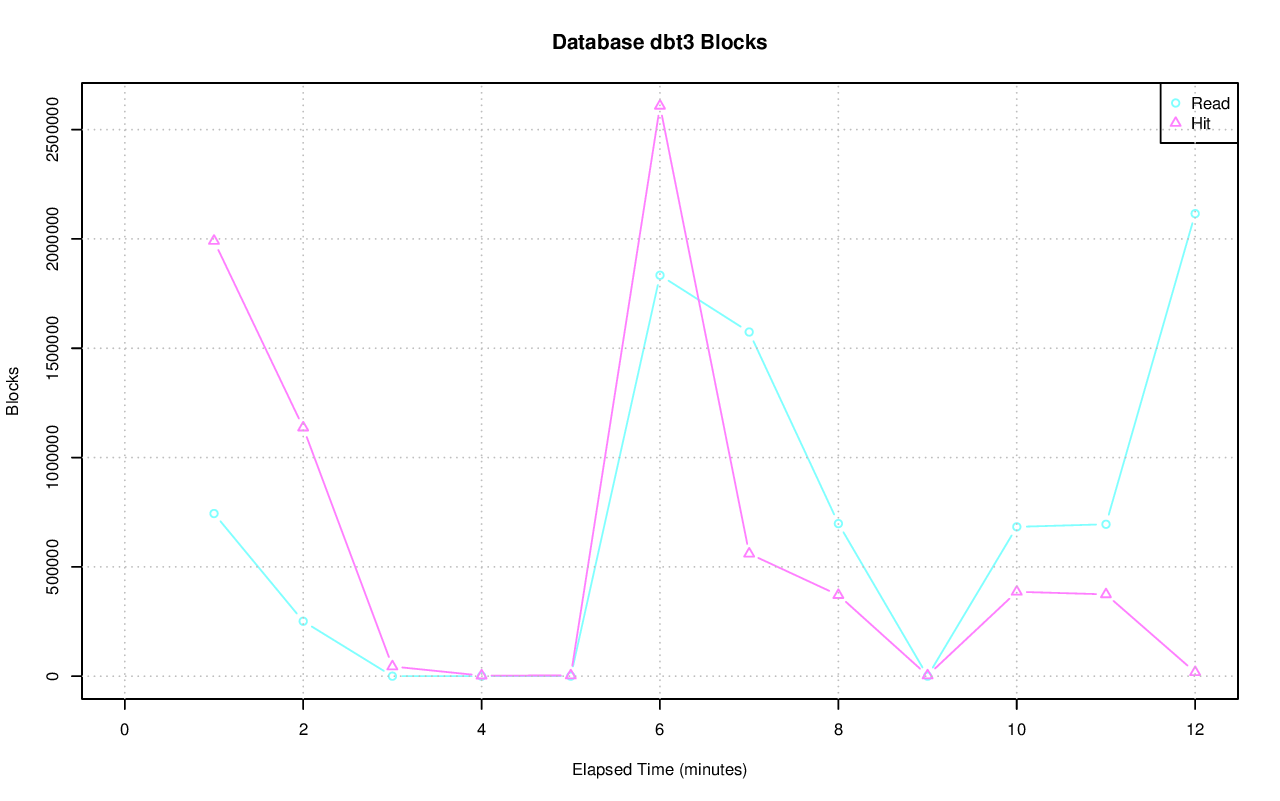 Database dbt3 Blocks
Read
Hit
Blocks
2500000
2000000
1500000
1000000
500000
0
0 2 4 6 8 10 12
Elapsed Time (minutes)